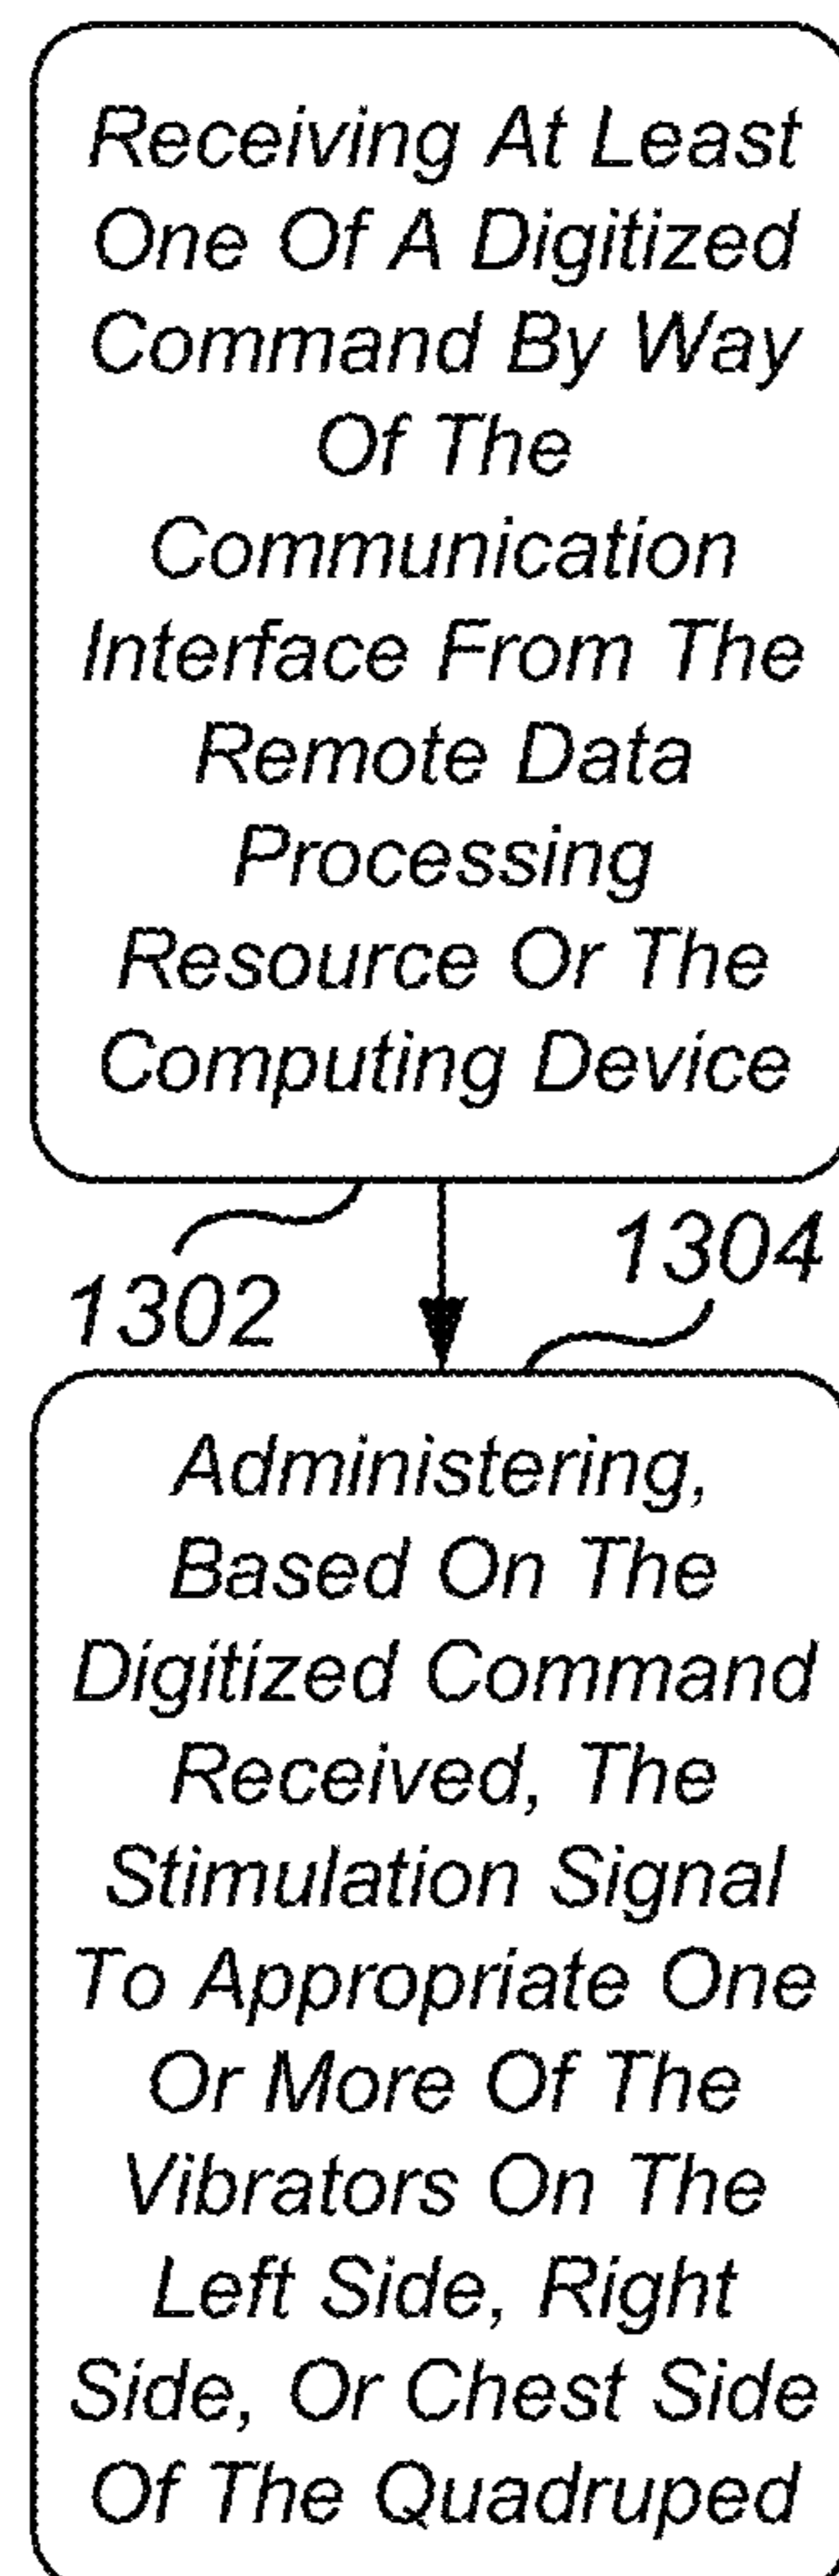 Receiving At Least
One Of A Digitized
Command By Way
Of The
Communication
Interface From The
Remote Data
Processing
Resource Or The
Computing Device
1302
1304
Administering,
Based On The
Digitized Command
Received, The
Stimulation Signal
To Appropriate One
Or More Of The
Vibrators On The
Left Side, Right
Side, Or Chest Side
Of The Quadruped